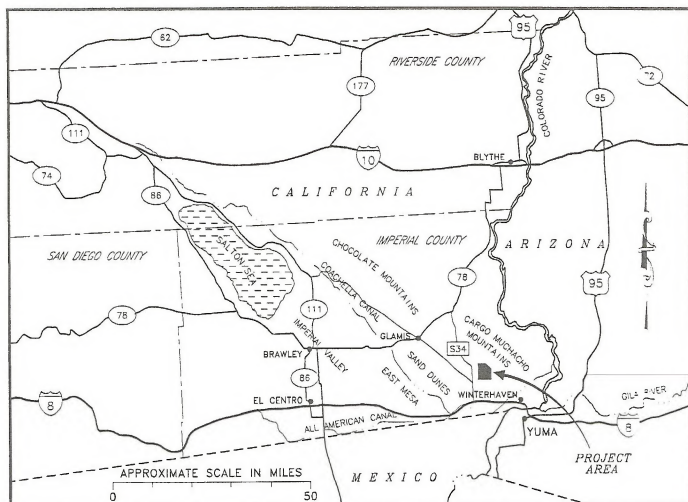 95
62
RIVERSIDE COUNTY
177
COLORADO RIVER
72
95
111
10
BLYTHE
74
86
CALIFORNIA
IMPERIAL COUNTY
ARIZONA
SAN DIEGO COUNTY
SALTON SEA
CHOCOLATE MOUNTAINS
COACHELLA CANAL
78
95
78
111
GLAMIS
CARGO MUCHACHO
MOUNTAINS
S34
IMPERIAL VALLEY
BRAWLEY
SAND DUNES
86
EAST MESA
WINTERHAVEN
EL CENTRO
GILA RIVER
8
ALL AMERICAN CANAL
8
YUMA
PROJECT
AREA
APPROXIMATE SCALE IN MILES
MEXICO
0
50